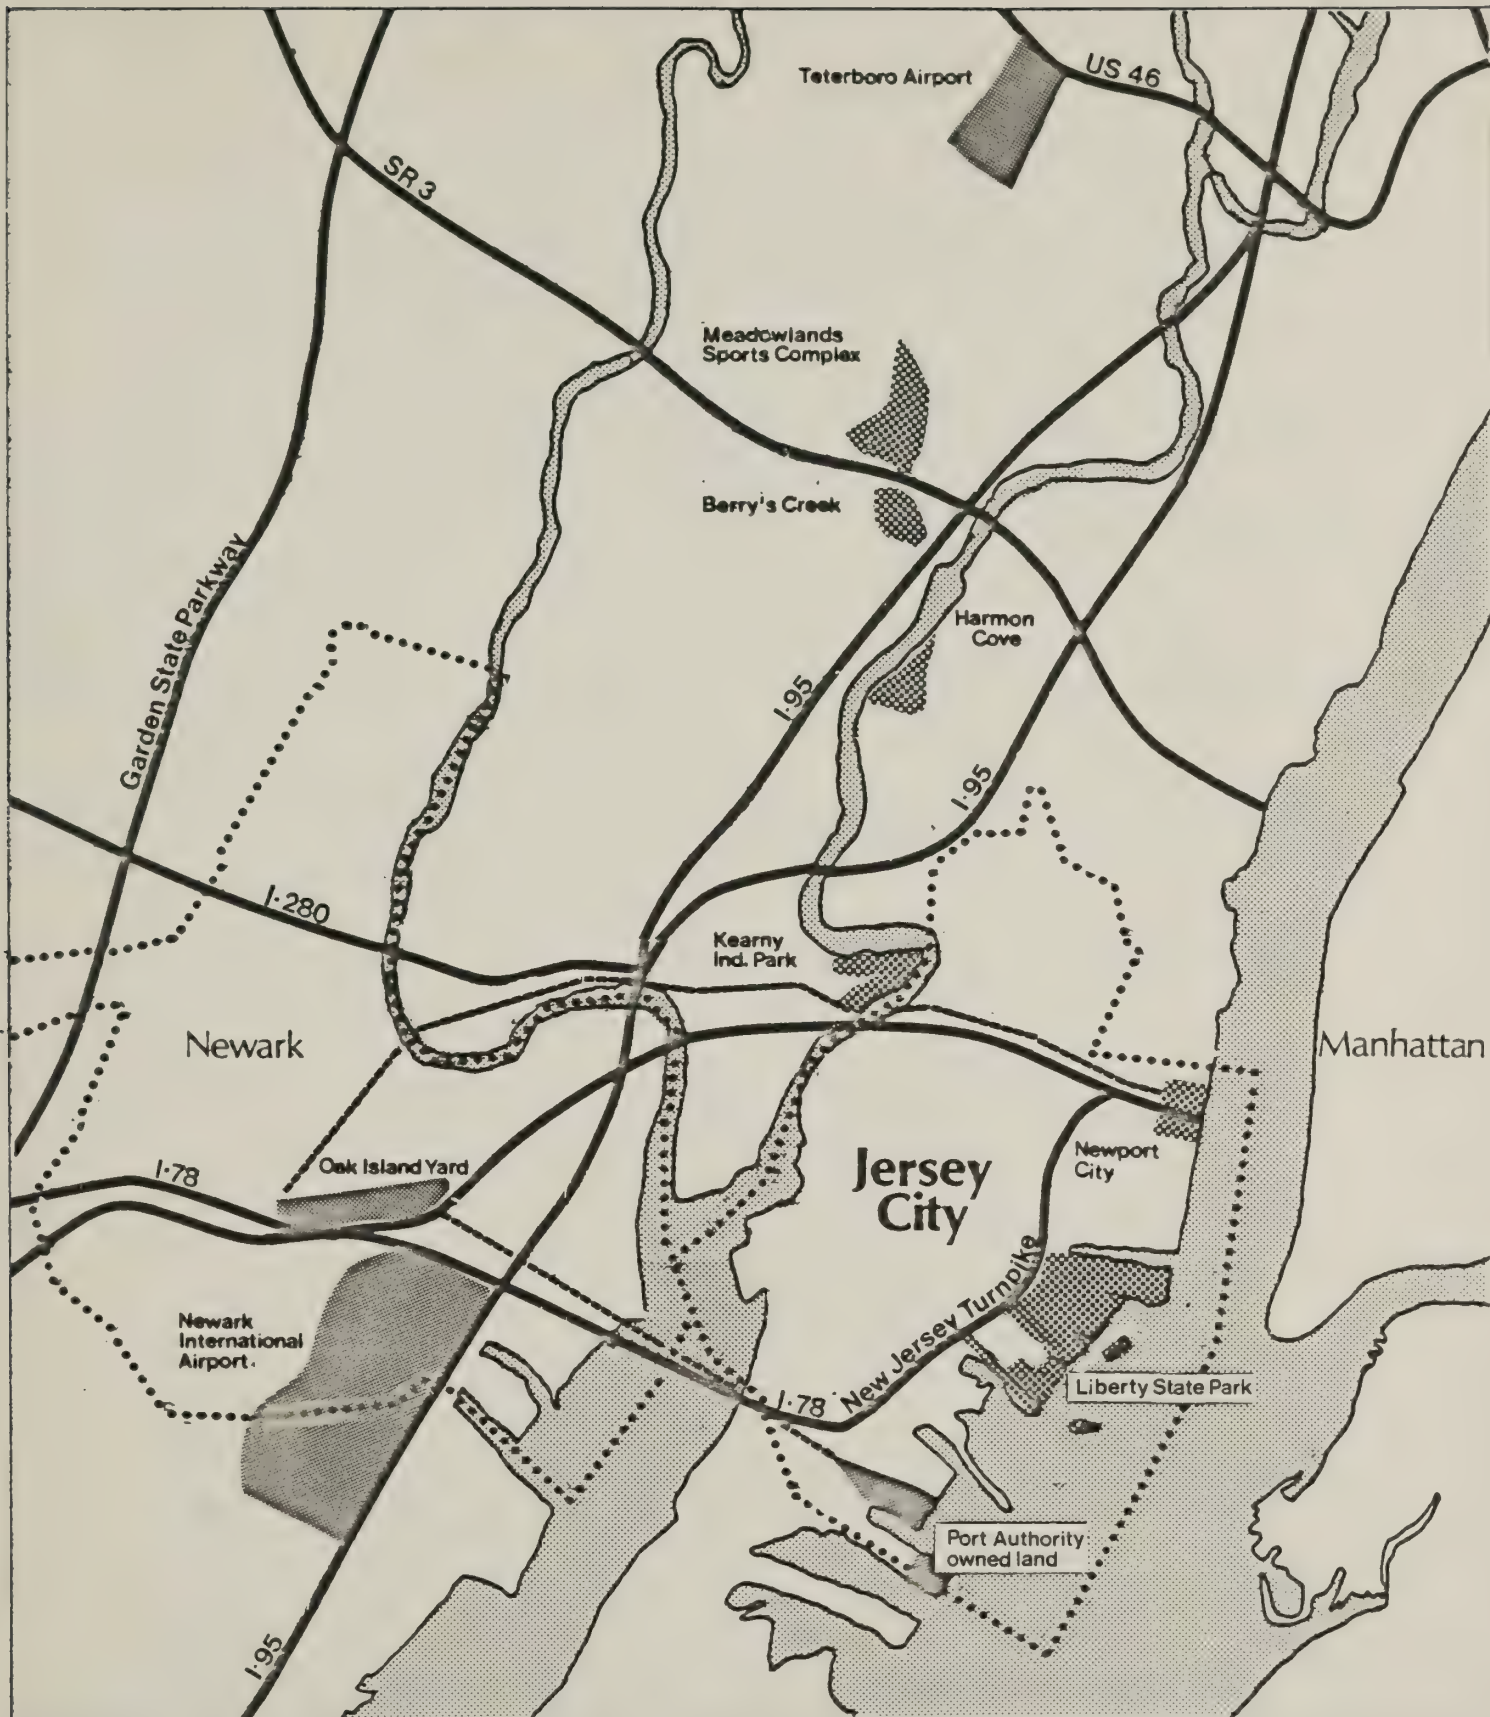 Teterboro Airport
US 46
SR 3
Meadowlands
Sports Complex
Berry's Creek
Garden State Parkway
Harmon
Cove
I·95
I·95
I·280
Kearny
Ind. Park
Newark
Manhattan
Oak Island Yard
I·78
Jersey
City
Newport
City
Newark
International
Airport.
New Jersey Turnpike
I·78
Liberty State Park
Port Authority
owned land
I·95